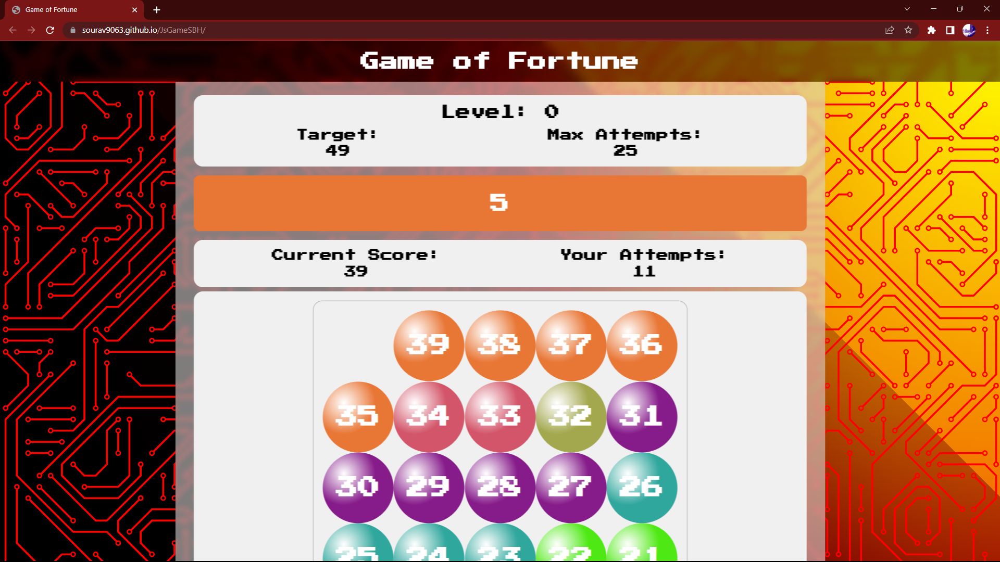 Game of Fortune
sourav9063.github.io/JsGameSBH/
Game of Fortune
Level: 0
Target:
49
Max Attempts:
25
5
Current Score:
39
Your Attempts:
11
39 38 37 36
35 34 33 32 31
30 29 28 27 26
25 24 23 22 21